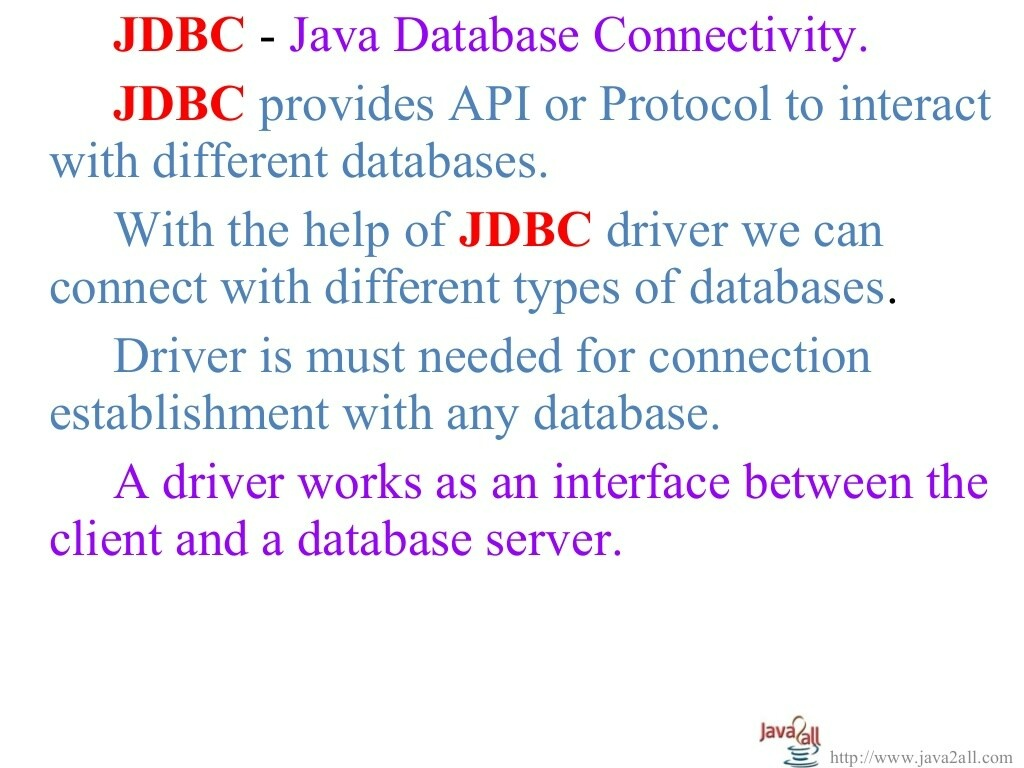 JDBC - Java Database Connectivity.
JDBC provides API or Protocol to interact
with different databases.
With the help of JDBC driver we can
connect with different types of databases.
Driver is must needed for connection
establishment with any database.
A driver works as an interface between the
client and a database server.
Java2all
http://www.java2all.com